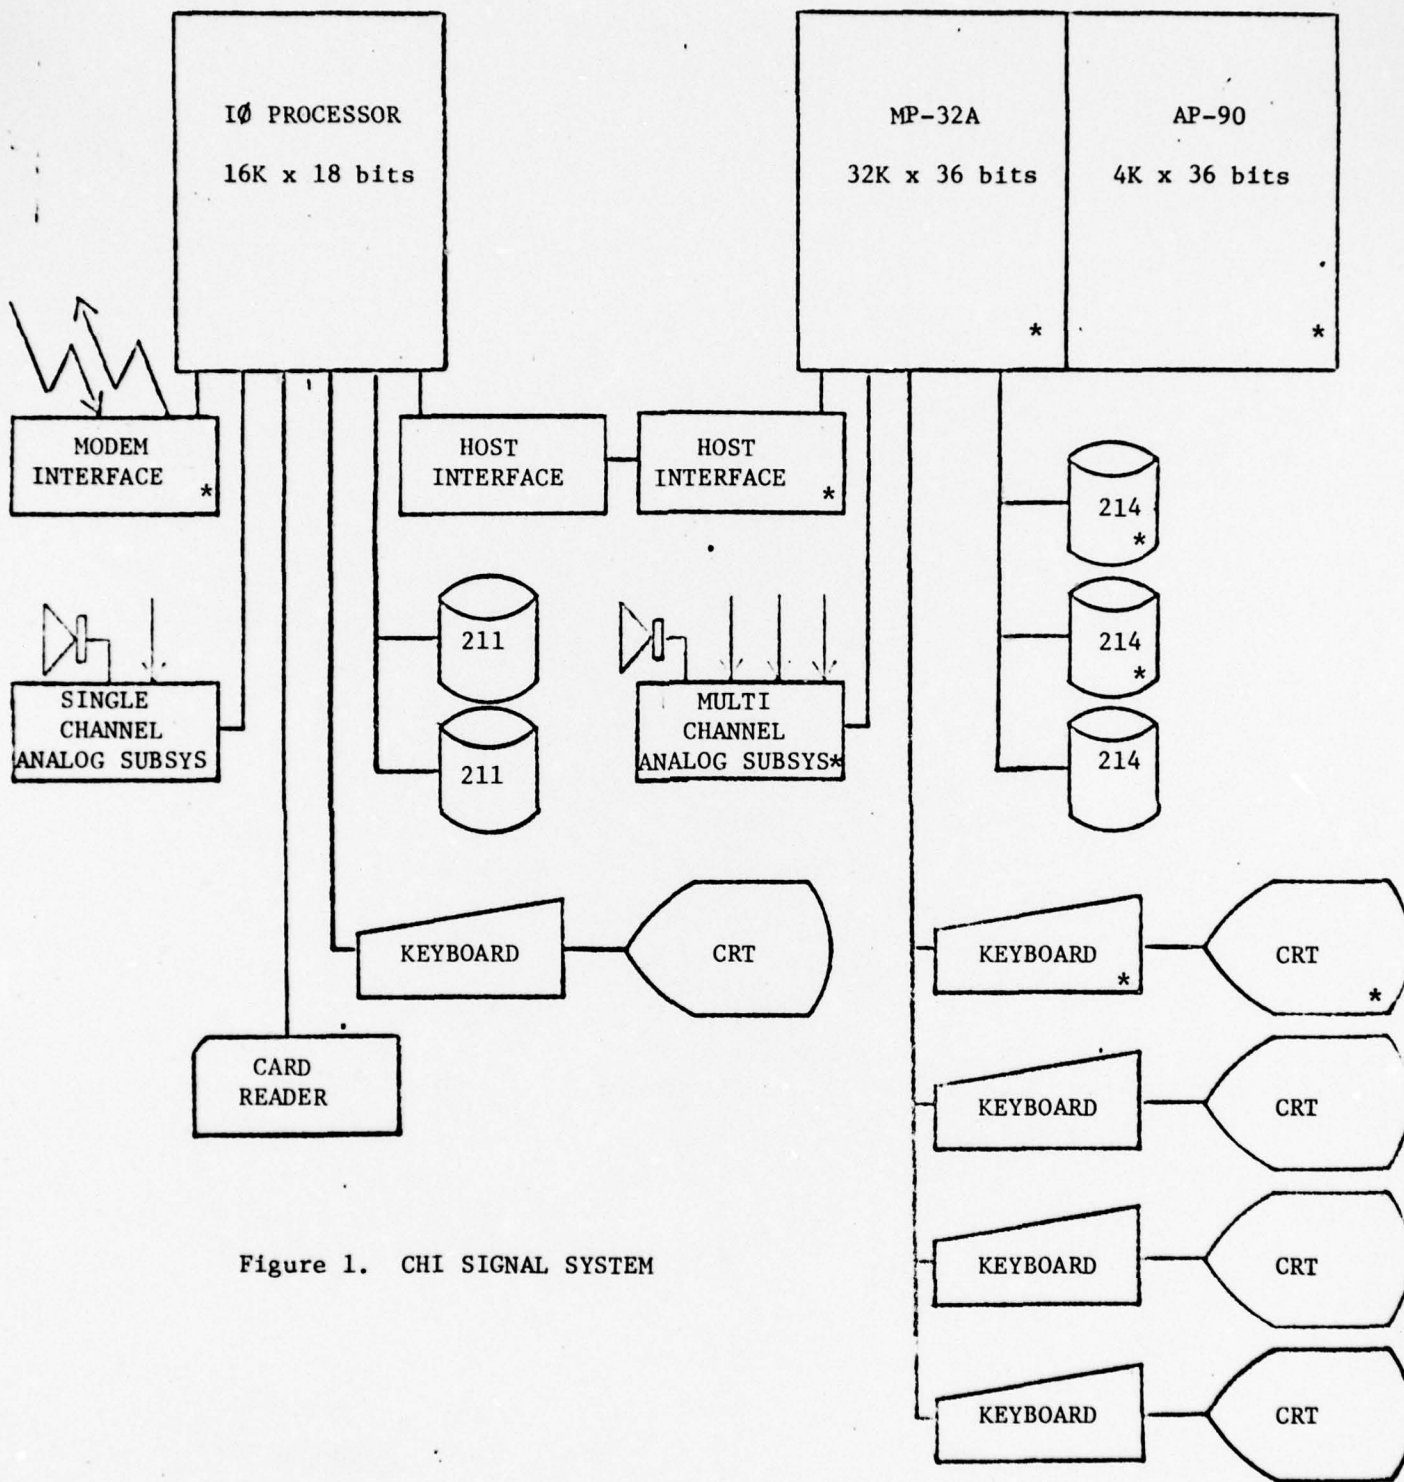 IØ PROCESSOR
16K x 18 bits
MP-32A
32K x 36 bits
*
AP-90
4K x 36 bits
*
MODEM
INTERFACE *
HOST
INTERFACE
HOST
INTERFACE *
214
*
214
*
214
211
211
SINGLE
CHANNEL
ANALOG SUBSYS
MULTI
CHANNEL
ANALOG SUBSYS*
KEYBOARD
CRT
KEYBOARD
*
CRT
*
CARD
READER
KEYBOARD
CRT
KEYBOARD
CRT
KEYBOARD
CRT
Figure 1. CHI SIGNAL SYSTEM